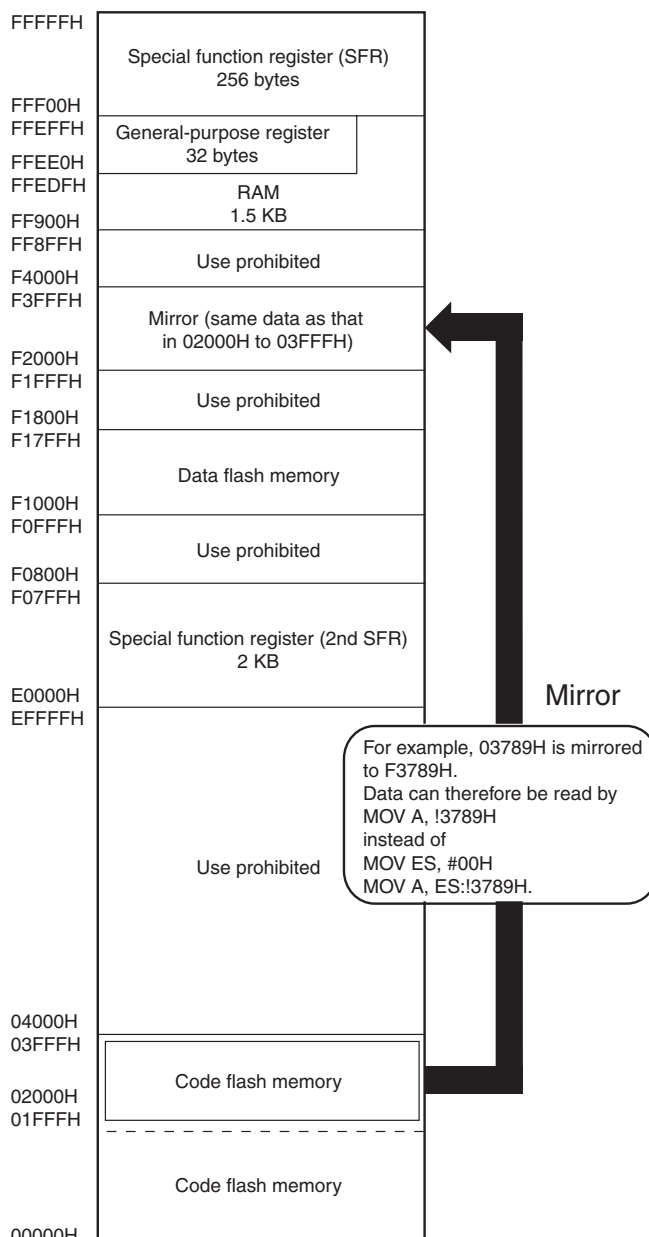 FFFFFH
Special function register (SFR)
256 bytes
FFF00H
FFEFFH
General-purpose register
32 bytes
FFEE0H
FFEDFH
RAM
1.5 KB
FF900H
FF8FFH
Use prohibited
F4000H
F3FFFH
Mirror (same data as that
in 02000H to 03FFFH)
F2000H
F1FFFH
Use prohibited
F1800H
F17FFH
Data flash memory
F1000H
F0FFFH
Use prohibited
F0800H
F07FFH
Special function register (2nd SFR)
2 KB
E0000H
EFFFFH
Mirror
For example, 03789H is mirrored
to F3789H.
Data can therefore be read by
MOV A, !3789H
instead of
MOV ES, #00H
MOV A, ES:!3789H.
Use prohibited
04000H
03FFFH
Code flash memory
02000H
01FFFH
Code flash memory
00000H